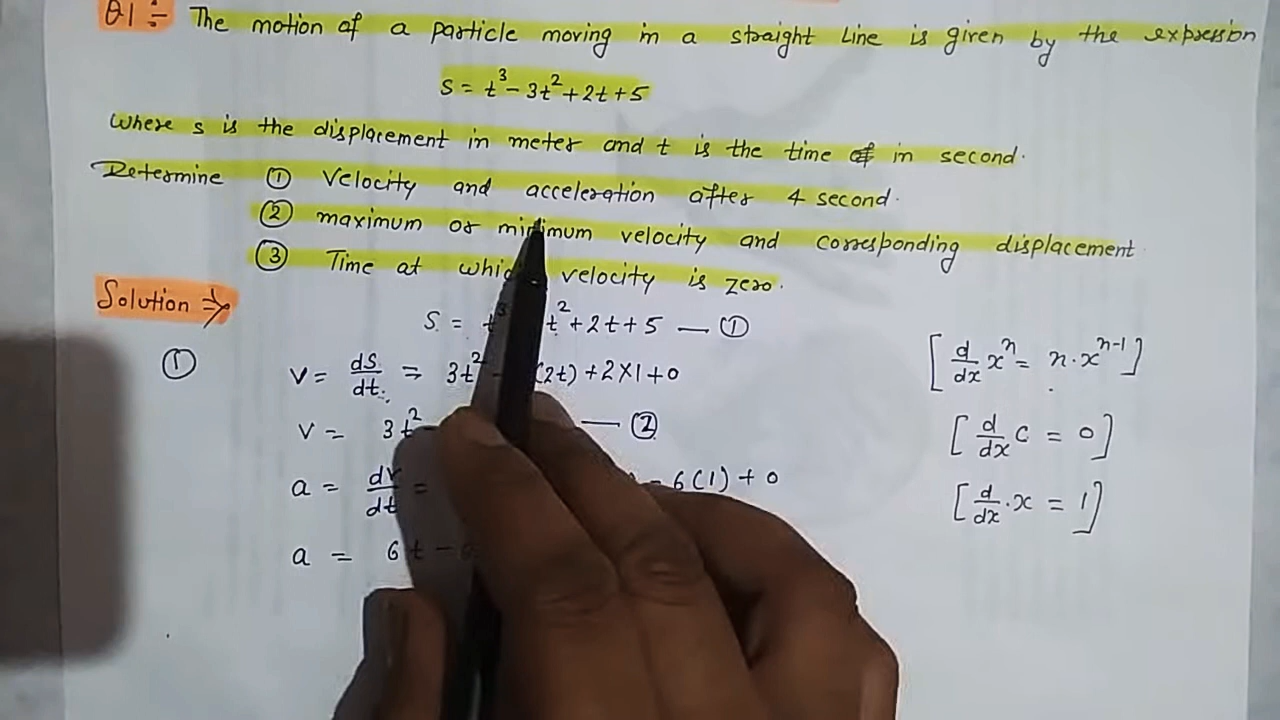 Q1 :-
The motion of a particle moving in a straight line is given by the expression
S = t³ - 3t² + 2t + 5
Where s is the displacement in meter and t is the time in second.
Determine ① Velocity and acceleration after 4 second.
② maximum or minimum velocity and corresponding displacement
③ Time at velocity is zero.
Solution ⇒
S = t² + 2t + 5 — ①
① V = dS/dt = 3t² (2t) + 2×1 + 0
[d/dx xⁿ = n·xⁿ⁻¹]
V = 3t² — ②
[d/dx c = 0]
a = dv/dt = - 6(1) + 0
[d/dx ·x = 1]
a = 6t -